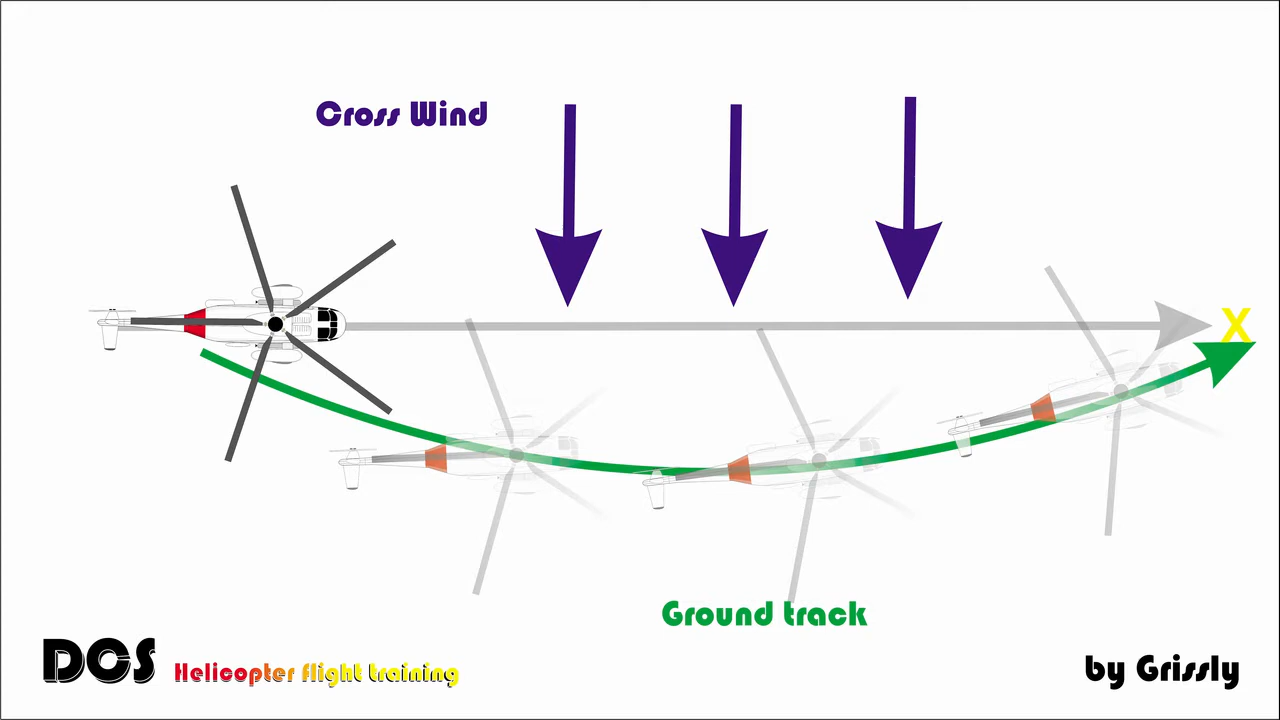 Cross Wind
X
Ground track
DCS Helicopter flight training
by Grissly